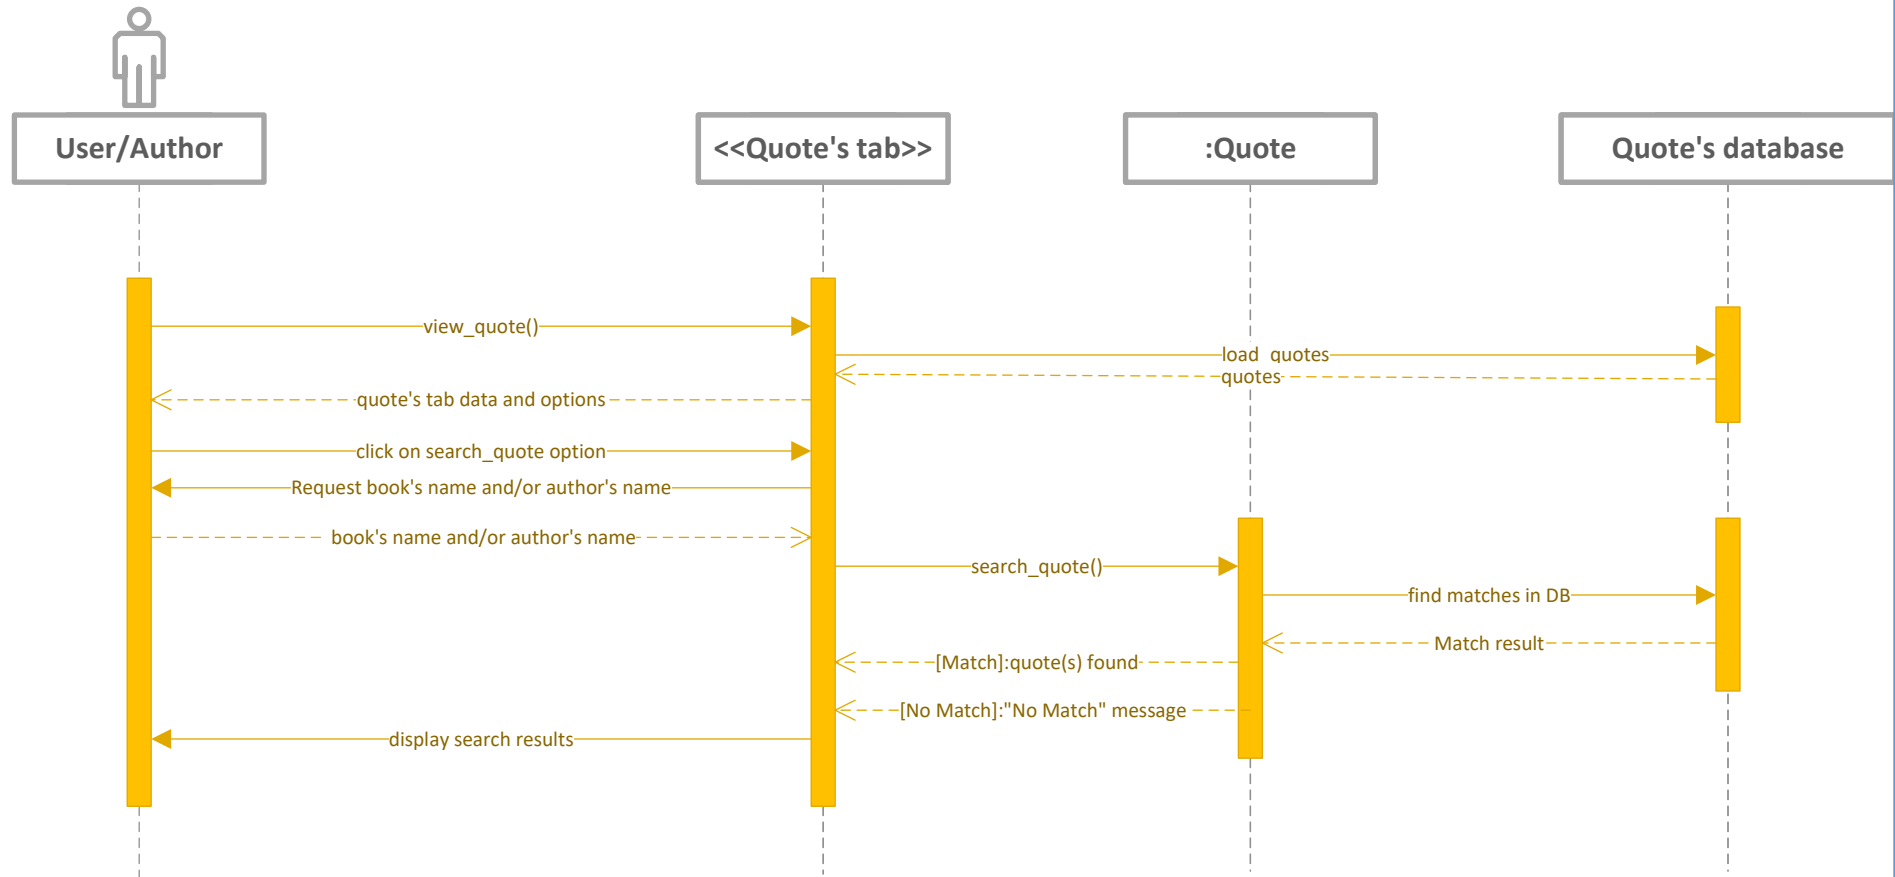 User/Author
<<Quote's tab>>
:Quote
Quote's database
view_quote()
load_quotes
quotes
quote's tab data and options
click on search_quote option
Request book's name and/or author's name
book's name and/or author's name
search_quote()
find matches in DB
Match result
[Match]:quote(s) found
[No Match]:"No Match" message
display search results